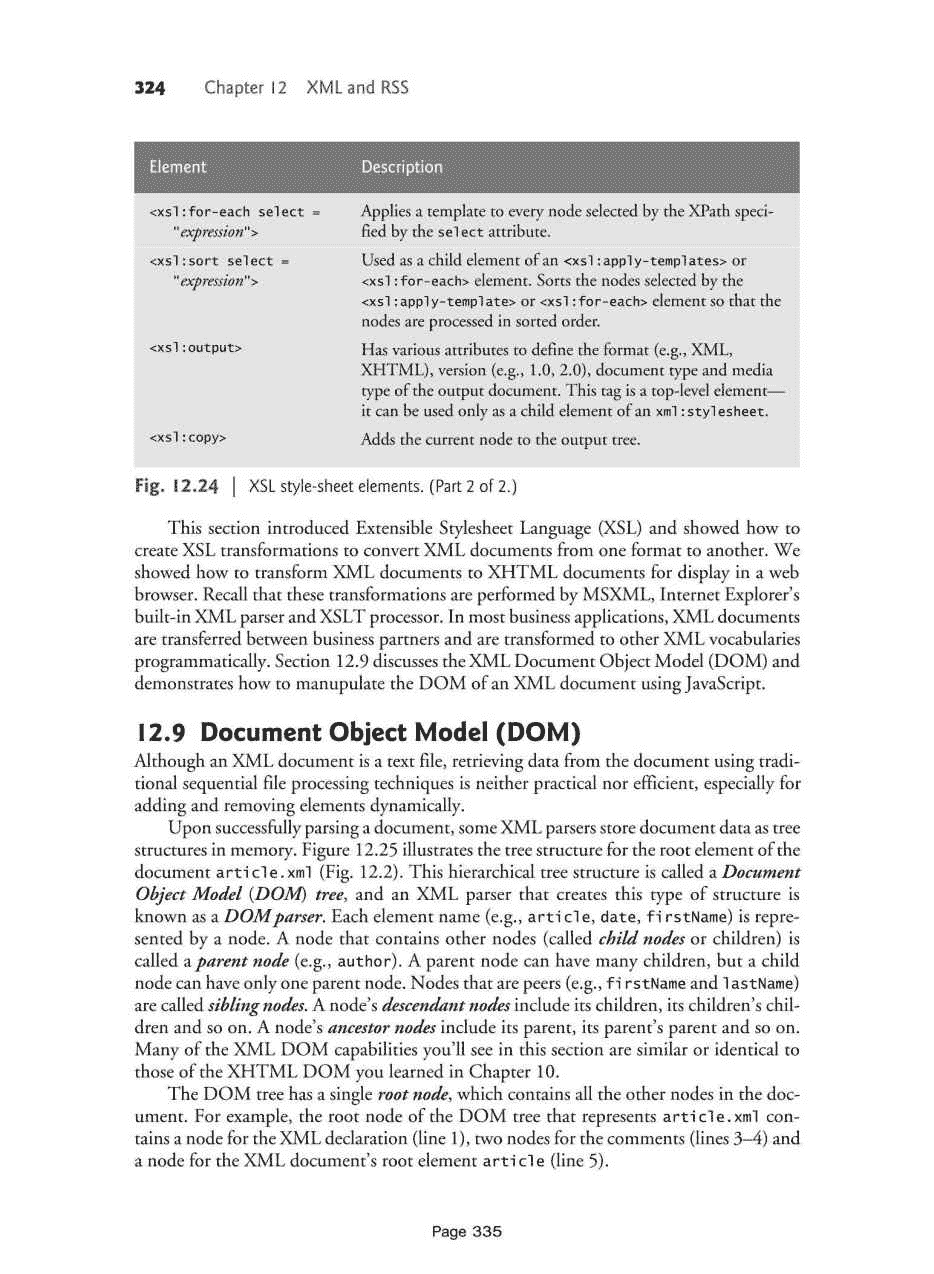 324 Chapter 12 XML and RSS
Element Description
<xsl:for-each select = Applies a template to every node selected by the XPath speci-
"expression"> fied by the select attribute.
<xsl:sort select = Used as a child element of an <xsl:apply-templates> or
"expression"> <xsl:for-each> element. Sorts the nodes selected by the
<xsl:apply-template> or <xsl:for-each> element so that the
nodes are processed in sorted order.
<xsl:output> Has various attributes to define the format (e.g., XML,
XHTML), version (e.g., 1.0, 2.0), document type and media
type of the output document. This tag is a top-level element—
it can be used only as a child element of an xml:stylesheet.
<xsl:copy> Adds the current node to the output tree.
Fig. 12.24 | XSL style-sheet elements. (Part 2 of 2.)
This section introduced Extensible Stylesheet Language (XSL) and showed how to
create XSL transformations to convert XML documents from one format to another. We
showed how to transform XML documents to XHTML documents for display in a web
browser. Recall that these transformations are performed by MSXML, Internet Explorer's
built-in XML parser and XSLT processor. In most business applications, XML documents
are transferred between business partners and are transformed to other XML vocabularies
programmatically. Section 12.9 discusses the XML Document Object Model (DOM) and
demonstrates how to manupulate the DOM of an XML document using JavaScript.
12.9 Document Object Model (DOM)
Although an XML document is a text file, retrieving data from the document using tradi-
tional sequential file processing techniques is neither practical nor efficient, especially for
adding and removing elements dynamically.
Upon successfully parsing a document, some XML parsers store document data as tree
structures in memory. Figure 12.25 illustrates the tree structure for the root element of the
document article.xml (Fig. 12.2). This hierarchical tree structure is called a Document
Object Model (DOM) tree, and an XML parser that creates this type of structure is
known as a DOM parser. Each element name (e.g., article, date, firstName) is repre-
sented by a node. A node that contains other nodes (called child nodes or children) is
called a parent node (e.g., author). A parent node can have many children, but a child
node can have only one parent node. Nodes that are peers (e.g., firstName and lastName)
are called sibling nodes. A node's descendant nodes include its children, its children's chil-
dren and so on. A node's ancestor nodes include its parent, its parent's parent and so on.
Many of the XML DOM capabilities you'll see in this section are similar or identical to
those of the XHTML DOM you learned in Chapter 10.
The DOM tree has a single root node, which contains all the other nodes in the doc-
ument. For example, the root node of the DOM tree that represents article.xml con-
tains a node for the XML declaration (line 1), two nodes for the comments (lines 3–4) and
a node for the XML document's root element article (line 5).
Page 335